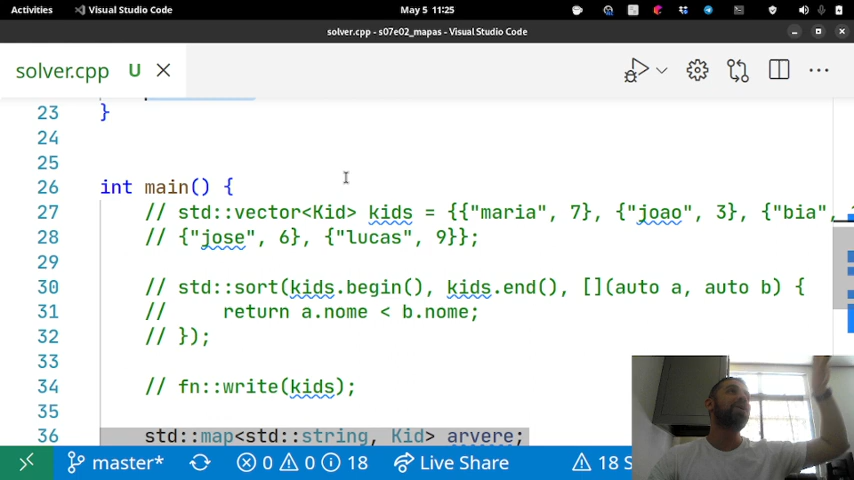 Activities Visual Studio Code May 5 11:25
solver.cpp - s07e02_mapas - Visual Studio Code
solver.cpp U
23 }
24
25
26 int main() {
27 // std::vector<Kid> kids = {{"maria", 7}, {"joao", 3}, {"bia",
28 // {"jose", 6}, {"lucas", 9}};
29
30 // std::sort(kids.begin(), kids.end(), [](auto a, auto b) {
31 // return a.nome < b.nome;
32 // });
33
34 // fn::write(kids);
35
36 std::map<std::string, Kid> arvere;
master* 0 0 18 Live Share 18 S